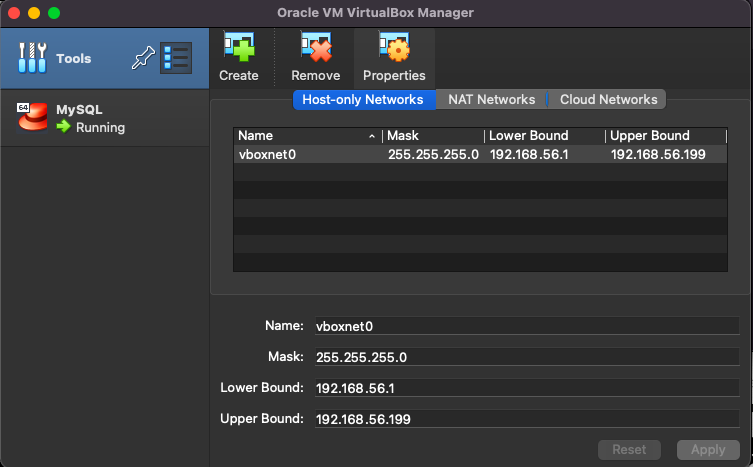 Oracle VM VirtualBox Manager
Tools
Create
Remove
Properties
64
MySQL
Running
Host-only Networks
NAT Networks
Cloud Networks
Name Mask Lower Bound Upper Bound
vboxnet0 255.255.255.0 192.168.56.1 192.168.56.199
Name: vboxnet0
Mask: 255.255.255.0
Lower Bound: 192.168.56.1
Upper Bound: 192.168.56.199
Reset Apply